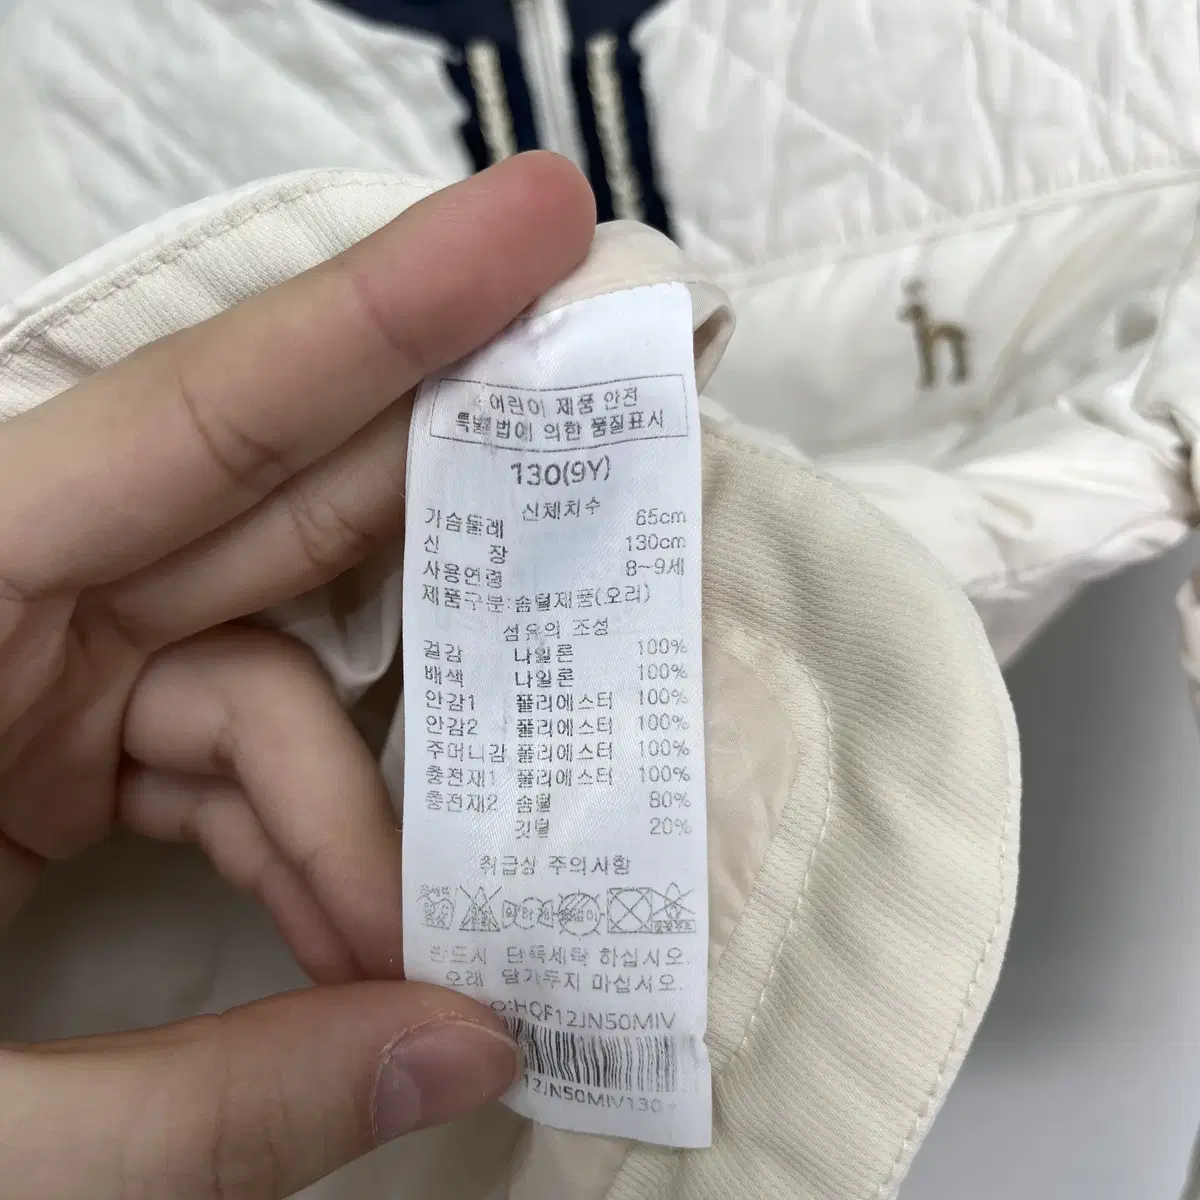 어린이 제품 안전
특별법에 의한 품질표시
130(9Y)
신체치수
가슴둘레 65cm
신 장 130cm
사용연령 8~9세
제품구분:솜털제품(오리)
섬유의 조성
겉감 나일론 100%
배색 나일론 100%
안감1 폴리에스터 100%
안감2 폴리에스터 100%
주머니감 폴리에스터 100%
충전재1 폴리에스터 100%
충전재2 솜털 80%
깃털 20%
취급상 주의사항
반드시 단독세탁 하십시오.
오래 담가두지 마십시오.
O:HQF12JN50MIV
12JN50MIV130
h